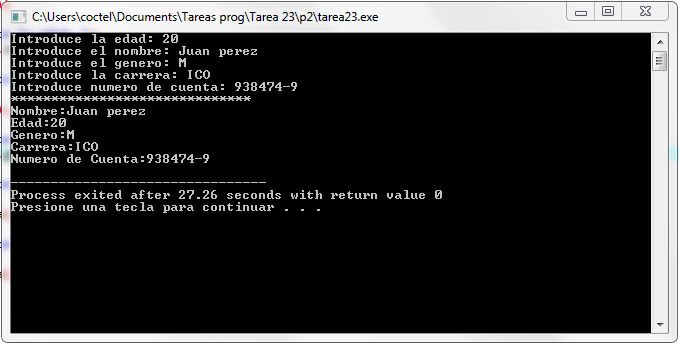 C:\Users\coctel\Documents\Tareas prog\Tarea 23\p2\tarea23.exe
Introduce la edad: 20
Introduce el nombre: Juan perez
Introduce el genero: M
Introduce la carrera: ICO
Introduce numero de cuenta: 938474-9
******************************
Nombre:Juan perez
Edad:20
Genero:M
Carrera:ICO
Numero de Cuenta:938474-9
--------------------------------
Process exited after 27.26 seconds with return value 0
Presione una tecla para continuar . . .